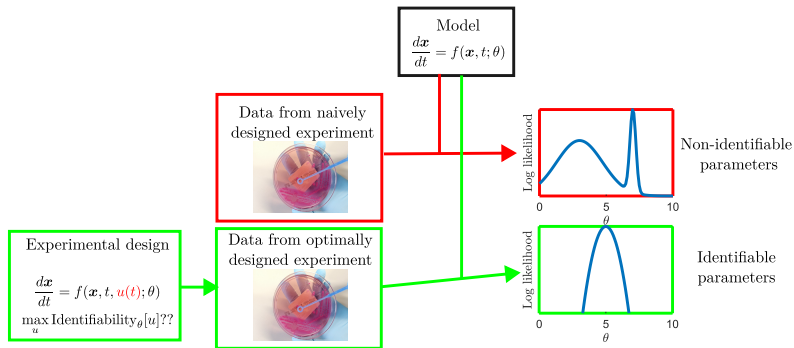 Model
d𝒙/dt = f(𝒙, t; θ)
Data from naively
designed experiment
Log likelihood
0 5 10
θ
Non-identifiable
parameters
Experimental design
d𝒙/dt = f(𝒙, t, u(t); θ)
max Identifiability_θ[u]??
u
Data from optimally
designed experiment
Log likelihood
0 5 10
θ
Identifiable
parameters